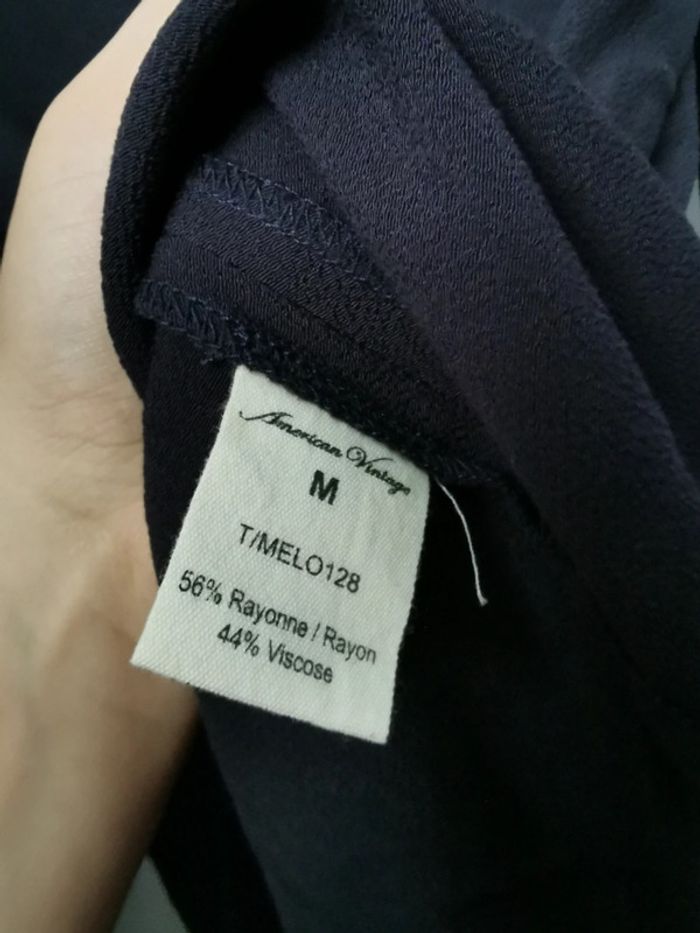 American Vintage
M
T/MELO128
56% Rayonne / Rayon
44% Viscose